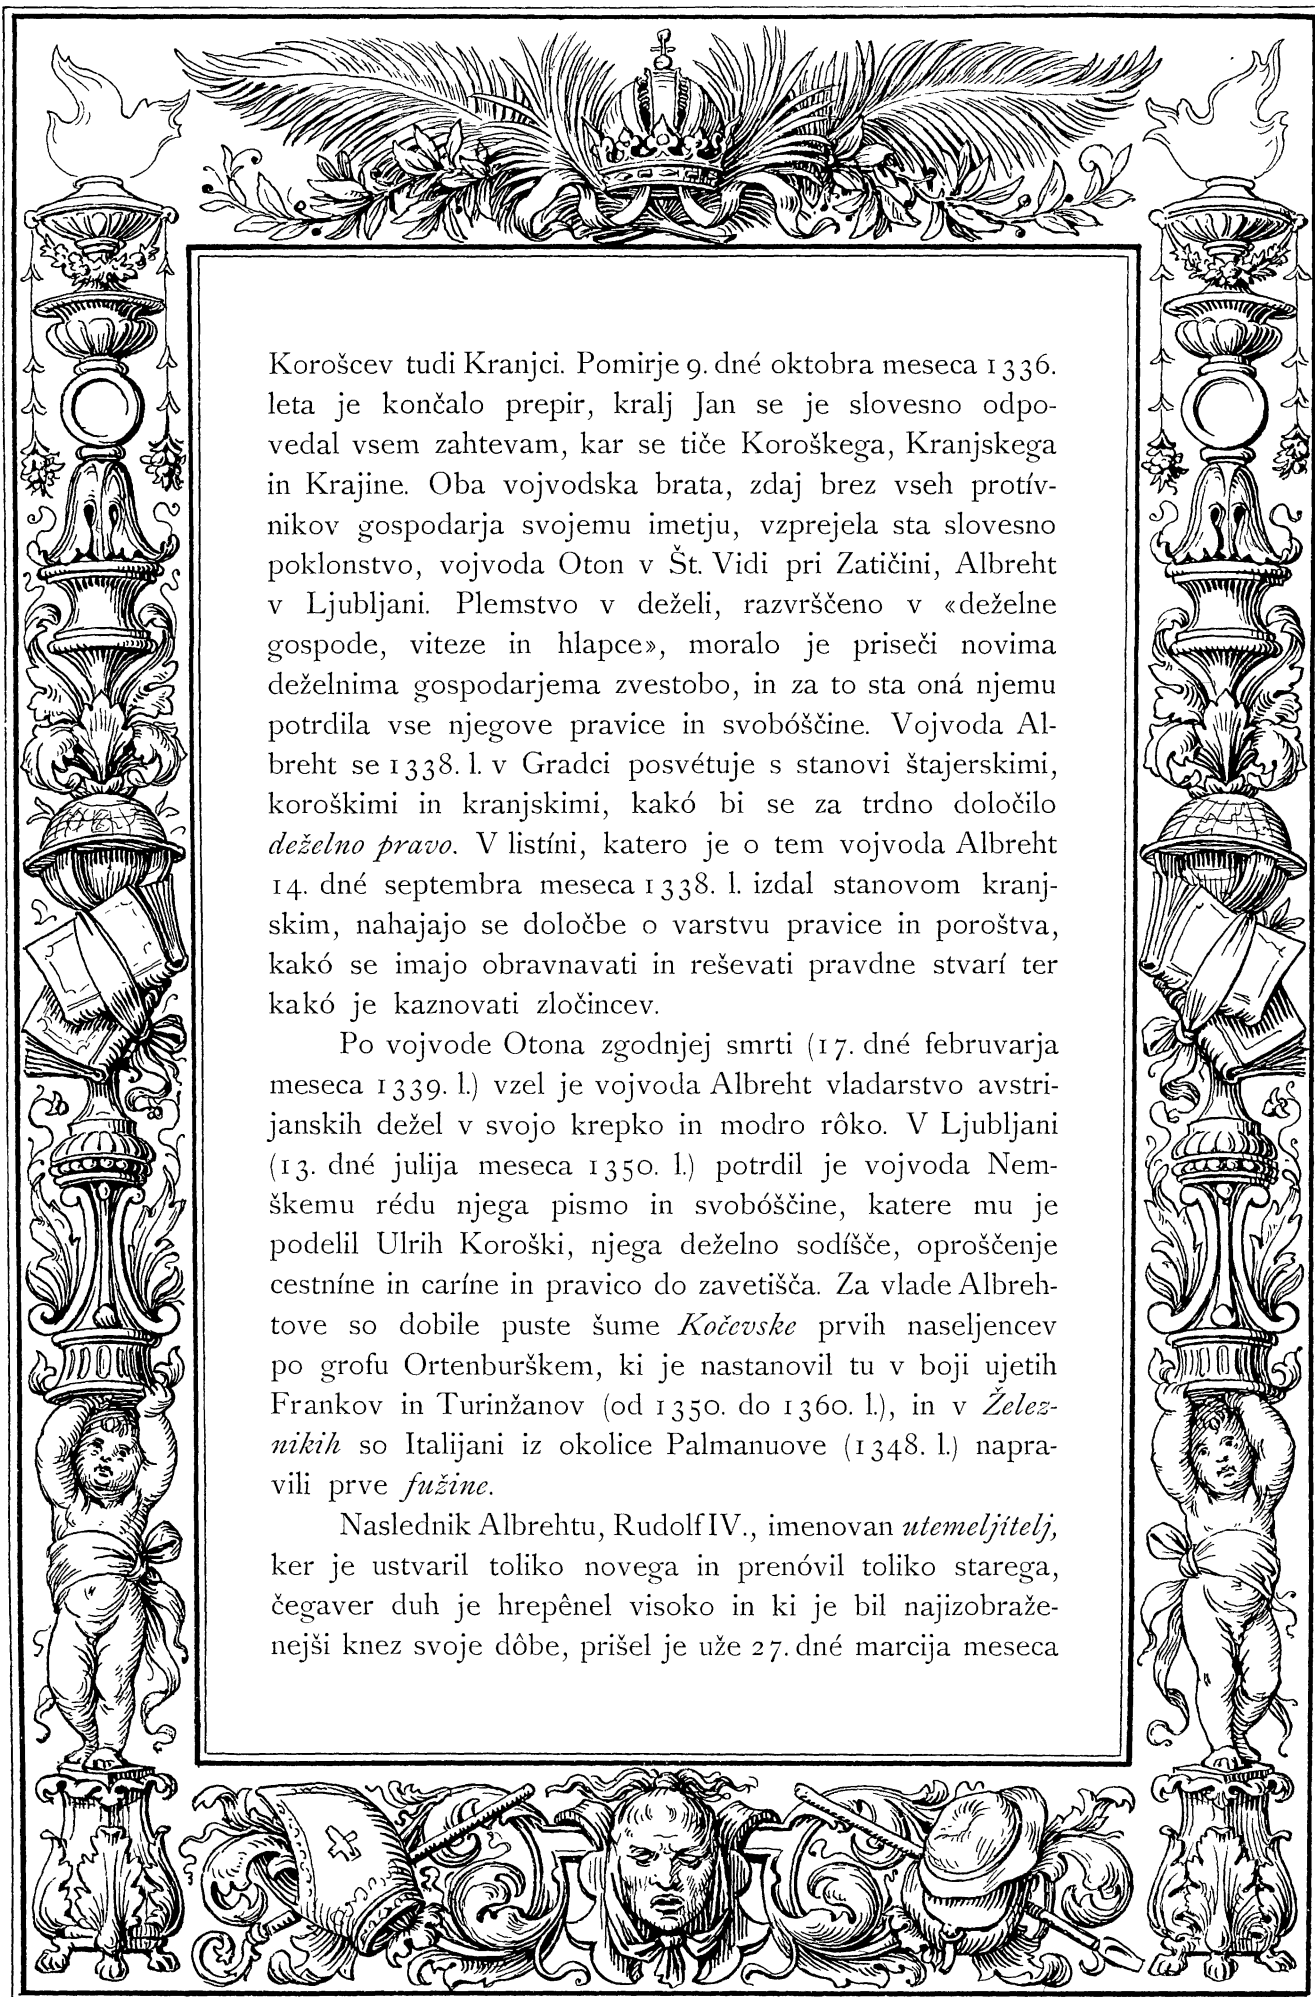 Korošcev tudi Kranjci. Pomirje 9. dné oktobra meseca 1336.
leta je končalo prepir, kralj Jan se je slovesno odpo-
vedal vsem zahtevam, kar se tiče Koroškega, Kranjskega
in Krajine. Oba vojvodska brata, zdaj brez vseh protív-
nikov gospodarja svojemu imetju, vzprejela sta slovesno
poklonstvo, vojvoda Oton v Št. Vidi pri Zatičini, Albreht
v Ljubljani. Plemstvo v deželi, razvrščeno v «deželne
gospode, viteze in hlapce», moralo je priseči novima
deželnima gospodarjema zvestobo, in za to sta oná njemu
potrdila vse njegove pravice in svobóščine. Vojvoda Al-
breht se 1338. l. v Gradci posvétuje s stanovi štajerskimi,
koroškimi in kranjskimi, kakó bi se za trdno določilo
deželno pravo. V listíni, katero je o tem vojvoda Albreht
14. dné septembra meseca 1338. l. izdal stanovom kranj-
skim, nahajajo se določbe o varstvu pravice in poroštva,
kakó se imajo obravnavati in reševati pravdne stvarí ter
kakó je kaznovati zločincev.
Po vojvode Otona zgodnjej smrti (17. dné februvarja
meseca 1339. l.) vzel je vojvoda Albreht vladarstvo avstri-
janskih dežel v svojo krepko in modro rôko. V Ljubljani
(13. dné julija meseca 1350. l.) potrdil je vojvoda Nem-
škemu rédu njega pismo in svobóščine, katere mu je
podelil Ulrih Koroški, njega deželno sodíšče, oproščenje
cestníne in caríne in pravico do zavetišča. Za vlade Albreh-
tove so dobile puste šume Kočevske prvih naseljencev
po grofu Ortenburškem, ki je nastanovil tu v boji ujetih
Frankov in Turinžanov (od 1350. do 1360. l.), in v Želez-
nikih so Italijani iz okolice Palmanuove (1348. l.) napra-
vili prve fužine.
Naslednik Albrehtu, Rudolf IV., imenovan utemeljitelj,
ker je ustvaril toliko novega in prenóvil toliko starega,
čegaver duh je hrepênel visoko in ki je bil najizobraže-
nejši knez svoje dôbe, prišel je uže 27. dné marcija meseca